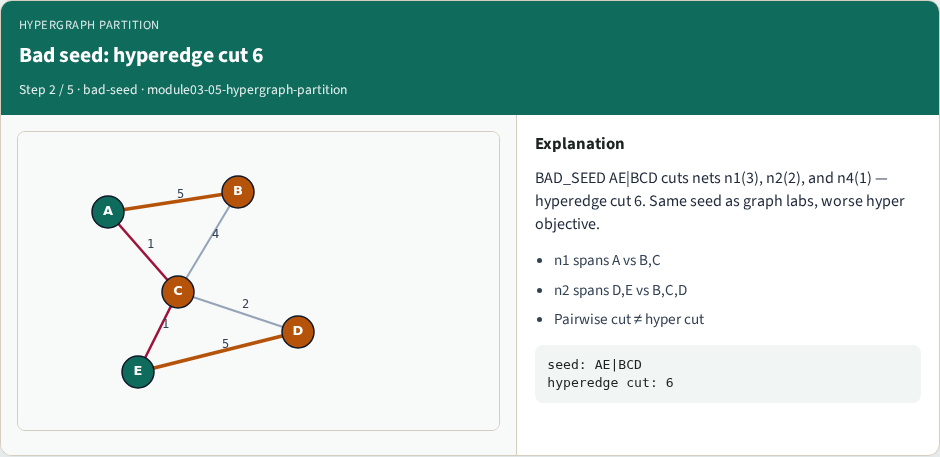 HYPERGRAPH PARTITION
Bad seed: hyperedge cut 6
Step 2 / 5 · bad-seed · module03-05-hypergraph-partition
A
B
C
D
E
5
1
4
2
1
5
Explanation
BAD_SEED AE|BCD cuts nets n1(3), n2(2), and n4(1) —
hyperedge cut 6. Same seed as graph labs, worse hyper
objective.
• n1 spans A vs B,C
• n2 spans D,E vs B,C,D
• Pairwise cut ≠ hyper cut
seed: AE|BCD
hyperedge cut: 6